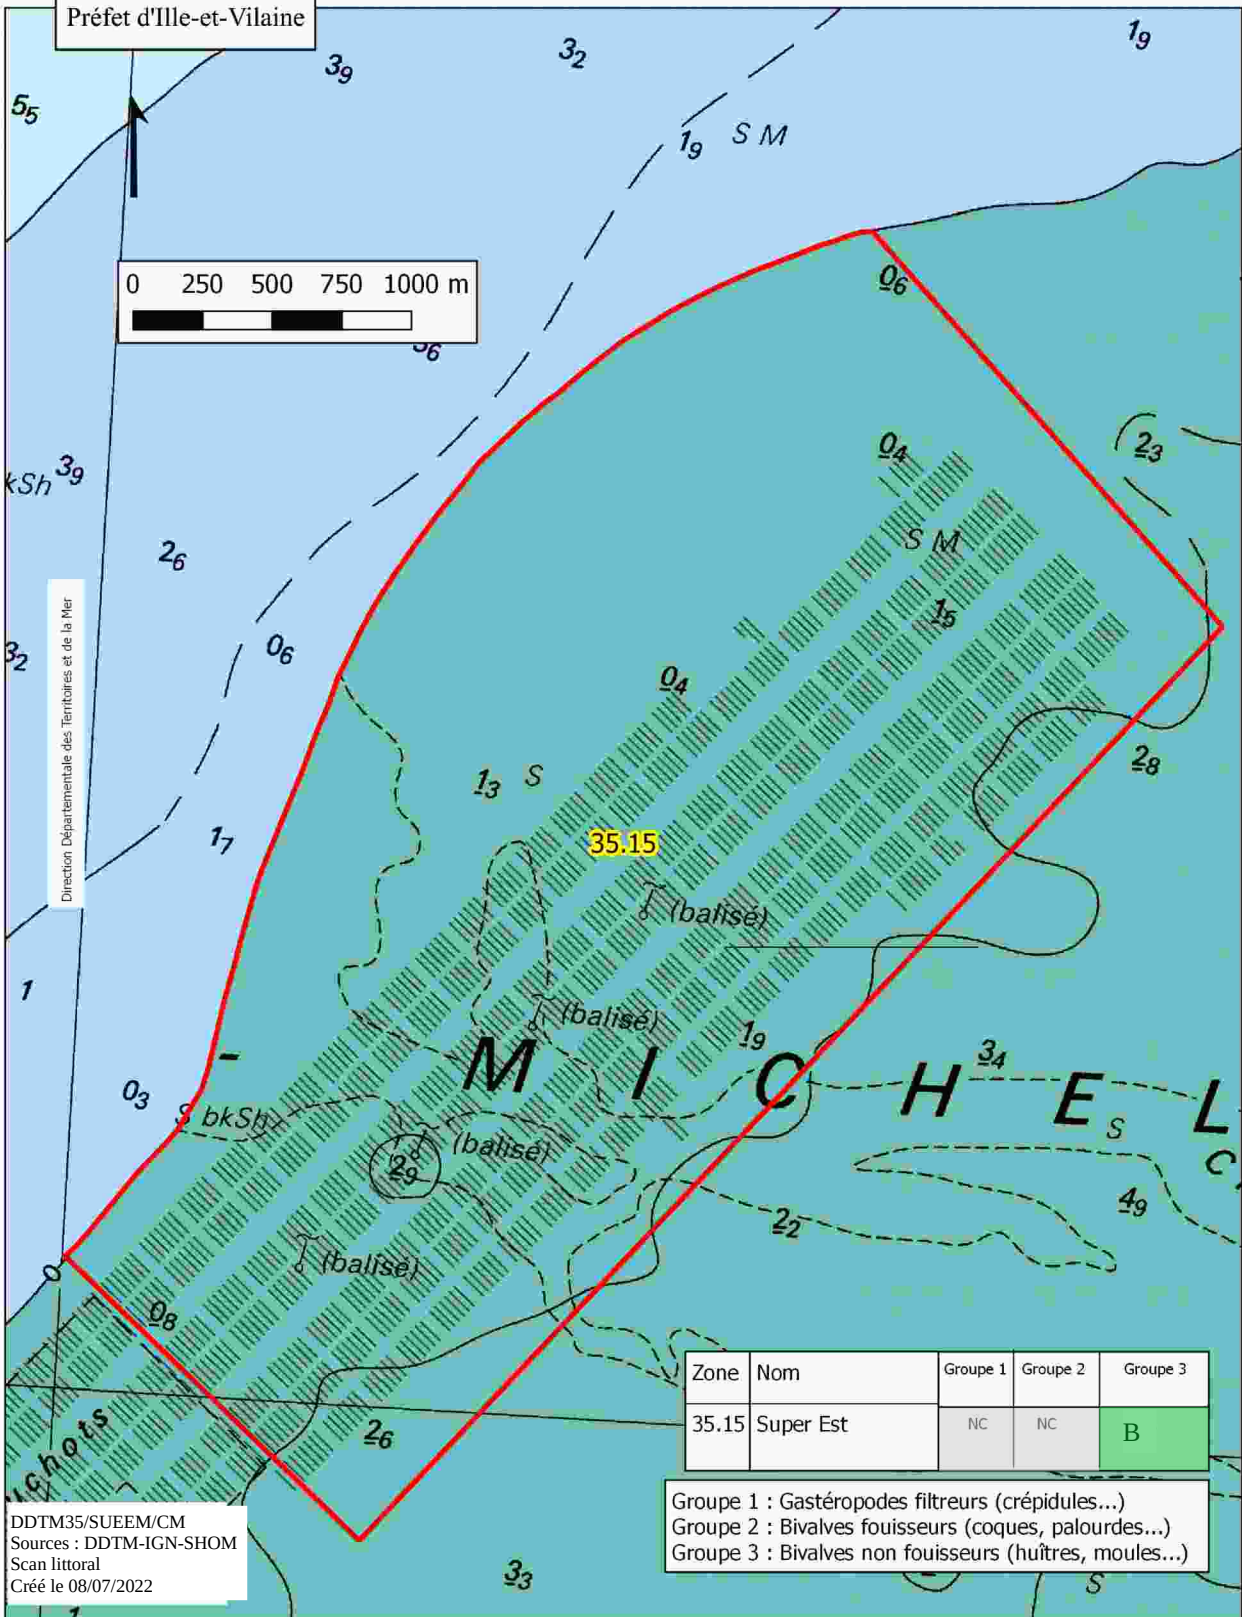 Préfet d'Ille-et-Vilaine
1₉
3₂
3₉
5₅
1₉ S M
0₆
0 250 500 750 1000 m
2₃
0₄
3₉
kSh
S M
2₆
1₅
Direction Départementale des Territoires et de la Mer
0₆
3₂
0₄
2₈
1₃ S
1₇
35.15
(balisé)
1
(balisé)
1₉
3₄
M I C H E L
0₃
S bkSh
S
(balisé)
2₉
4₉
2₂
(balisé)
0
0₈
Zone Nom Groupe 1 Groupe 2 Groupe 3
35.15 Super Est NC NC B
2₆
uchots
Groupe 1 : Gastéropodes filtreurs (crépidules...)
Groupe 2 : Bivalves fouisseurs (coques, palourdes...)
Groupe 3 : Bivalves non fouisseurs (huîtres, moules...)
DDTM35/SUEEM/CM
Sources : DDTM-IGN-SHOM
Scan littoral
Créé le 08/07/2022
3₃
S